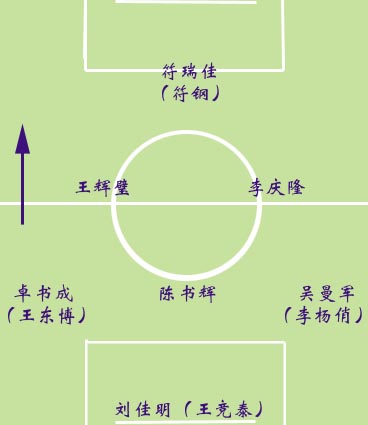 符瑞佳
（符钢）
王辉璧 李庆隆
卓书成 陈书辉 吴曼军
（王东博） （李杨俏）
刘佳明（王竞泰）